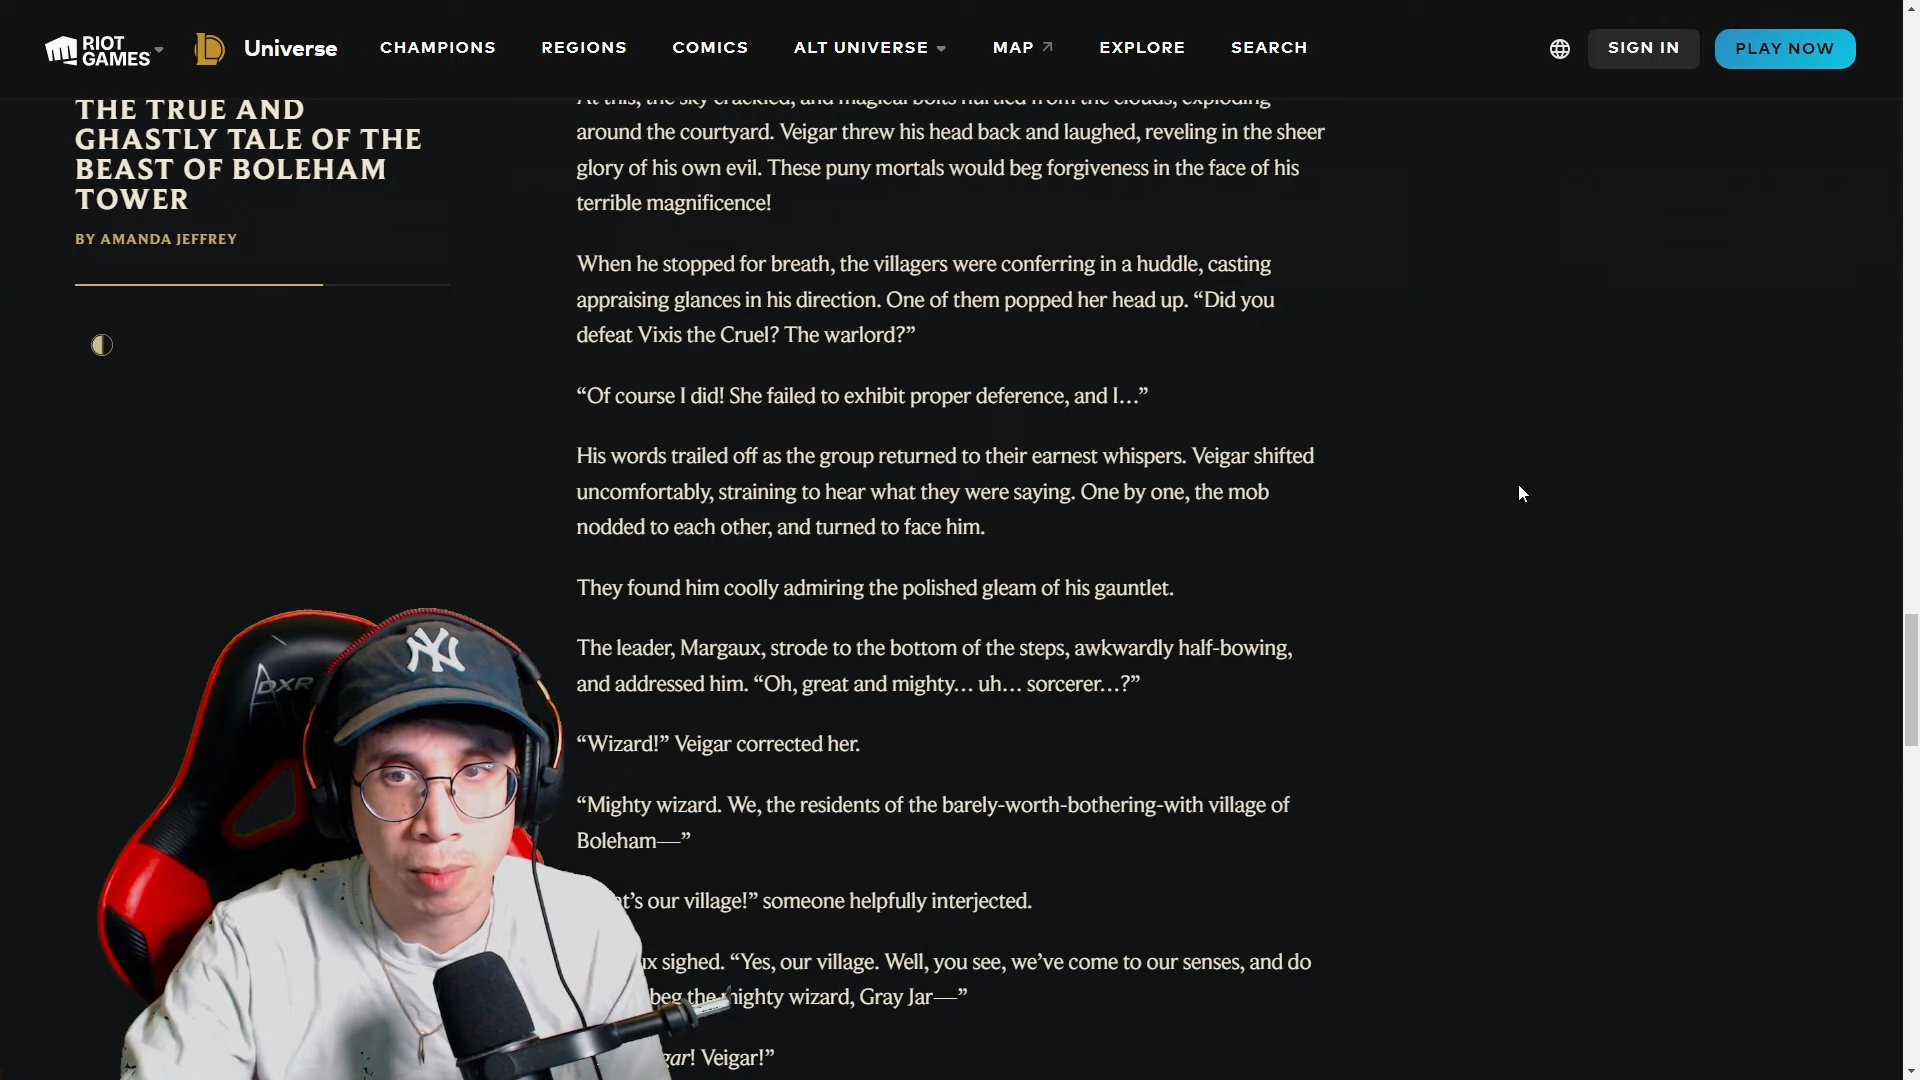 RIOT GAMES Universe CHAMPIONS REGIONS COMICS ALT UNIVERSE MAP EXPLORE SEARCH SIGN IN PLAY NOW
THE TRUE AND
GHASTLY TALE OF THE
BEAST OF BOLEHAM
TOWER
BY AMANDA JEFFREY
At this, the sky crackled, and magical bolts hurtled from the clouds, exploding
around the courtyard. Veigar threw his head back and laughed, reveling in the sheer
glory of his own evil. These puny mortals would beg forgiveness in the face of his
terrible magnificence!
When he stopped for breath, the villagers were conferring in a huddle, casting
appraising glances in his direction. One of them popped her head up. “Did you
defeat Vixis the Cruel? The warlord?”
“Of course I did! She failed to exhibit proper deference, and I…”
His words trailed off as the group returned to their earnest whispers. Veigar shifted
uncomfortably, straining to hear what they were saying. One by one, the mob
nodded to each other, and turned to face him.
They found him coolly admiring the polished gleam of his gauntlet.
The leader, Margaux, strode to the bottom of the steps, awkwardly half-bowing,
and addressed him. “Oh, great and mighty… uh… sorcerer…?”
“Wizard!” Veigar corrected her.
“Mighty wizard. We, the residents of the barely-worth-bothering-with village of
Boleham—”
our village!” someone helpfully interjected.
sighed. “Yes, our village. Well, you see, we’ve come to our senses, and do
beg the mighty wizard, Gray Jar—”
Veigar!”
NY
DXR